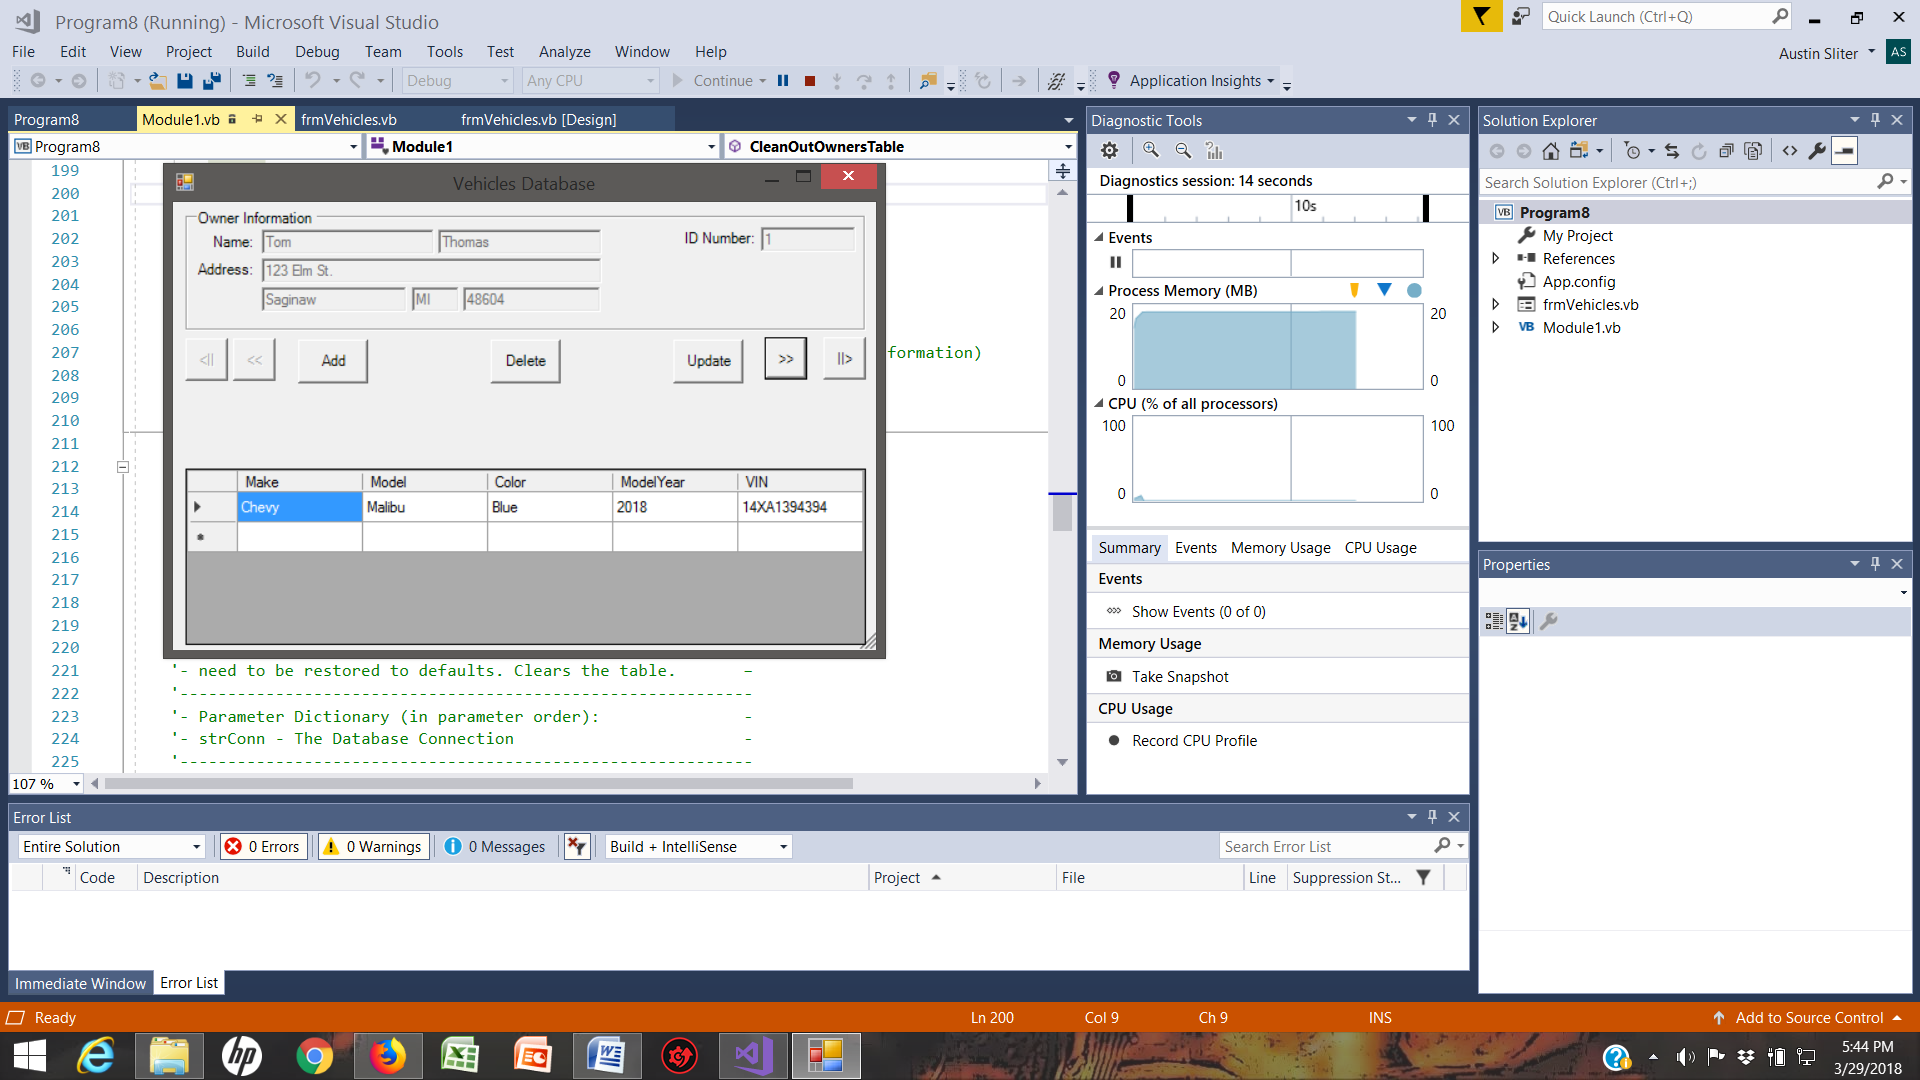 Program8 (Running) - Microsoft Visual Studio
Quick Launch (Ctrl+Q)
File Edit View Project Build Debug Team Tools Test Analyze Window Help
Austin Sliter AS
Debug Any CPU Continue Application Insights
Program8 Module1.vb frmVehicles.vb frmVehicles.vb [Design]
VB Program8 Module1 CleanOutOwnersTable
199
200
201
202
203
204
205
206
207 formation)
208
209
210
211
212
213
214
215
216
217
218
219
220
221 '- need to be restored to defaults. Clears the table. -
222 '------------------------------------------------------------
223 '- Parameter Dictionary (in parameter order): -
224 '- strConn - The Database Connection -
225 '------------------------------------------------------------
107 %
Vehicles Database
Owner Information
Name: Tom Thomas ID Number: 1
Address: 123 Elm St.
Saginaw MI 48604
<|| << Add Delete Update >> ||>
Make Model Color ModelYear VIN
Chevy Malibu Blue 2018 14XA1394394
Diagnostic Tools
Diagnostics session: 14 seconds
10s
Events
Process Memory (MB)
20 20
0 0
CPU (% of all processors)
100 100
0 0
Summary Events Memory Usage CPU Usage
Events
Show Events (0 of 0)
Memory Usage
Take Snapshot
CPU Usage
Record CPU Profile
Solution Explorer
Search Solution Explorer (Ctrl+;)
VB Program8
My Project
References
App.config
frmVehicles.vb
VB Module1.vb
Properties
Error List
Entire Solution 0 Errors 0 Warnings 0 Messages Build + IntelliSense Search Error List
Code Description Project File Line Suppression St...
Immediate Window Error List
Ready Ln 200 Col 9 Ch 9 INS Add to Source Control
5:44 PM
3/29/2018